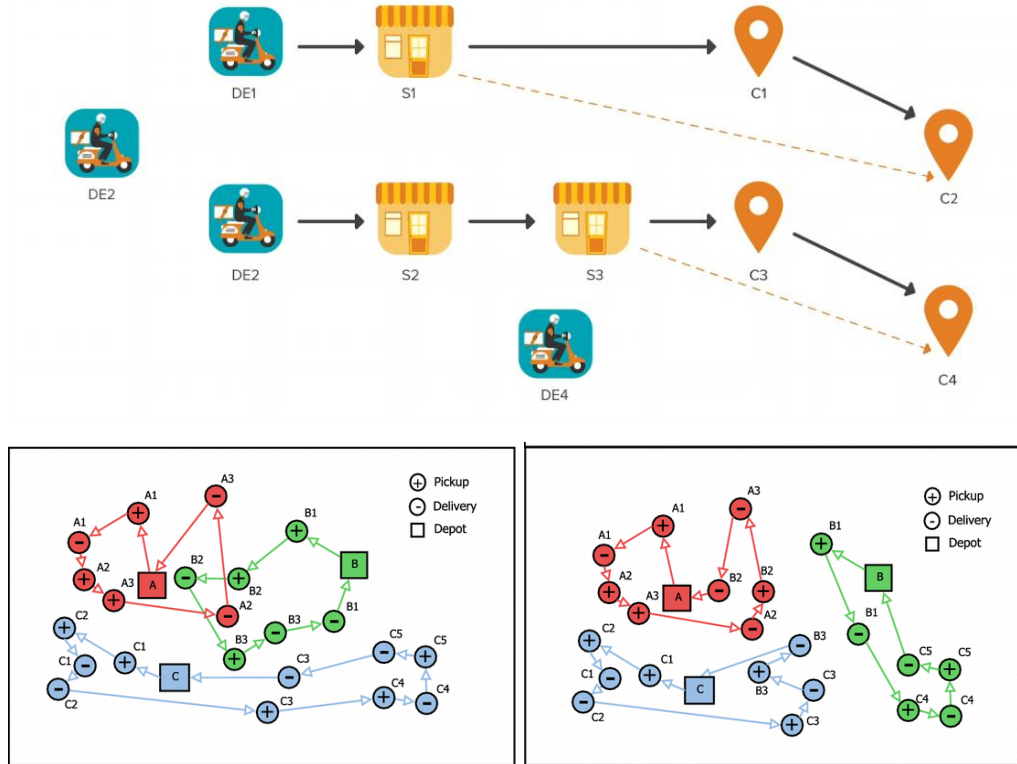 DE1
S1
C1
DE2
C2
DE2
S2
S3
C3
DE4
C4
A3
A1
A1
A2
A3
A
A2
B1
B2
B2
B
B1
B3
B3
C2
C1
C1
C2
C
C3
C3
C5
C5
C4
C4
Pickup
Delivery
Depot
A3
A1
A1
A2
A3
A
A2
B2
B2
B1
B
B1
C2
C1
C1
C2
C
B3
B3
C3
C3
C5
C5
C4
C4
Pickup
Delivery
Depot